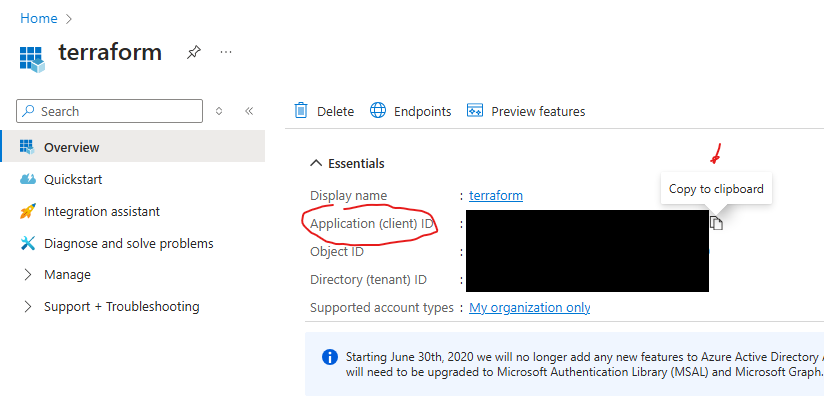 Home
terraform
Search
Delete
Endpoints
Preview features
Overview
Quickstart
Integration assistant
Diagnose and solve problems
Manage
Support + Troubleshooting
Essentials
Copy to clipboard
Display name : terraform
Application (client) ID :
Object ID :
Directory (tenant) ID :
Supported account types : My organization only
Starting June 30th, 2020 we will no longer add any new features to Azure Active Directory A
will need to be upgraded to Microsoft Authentication Library (MSAL) and Microsoft Graph.